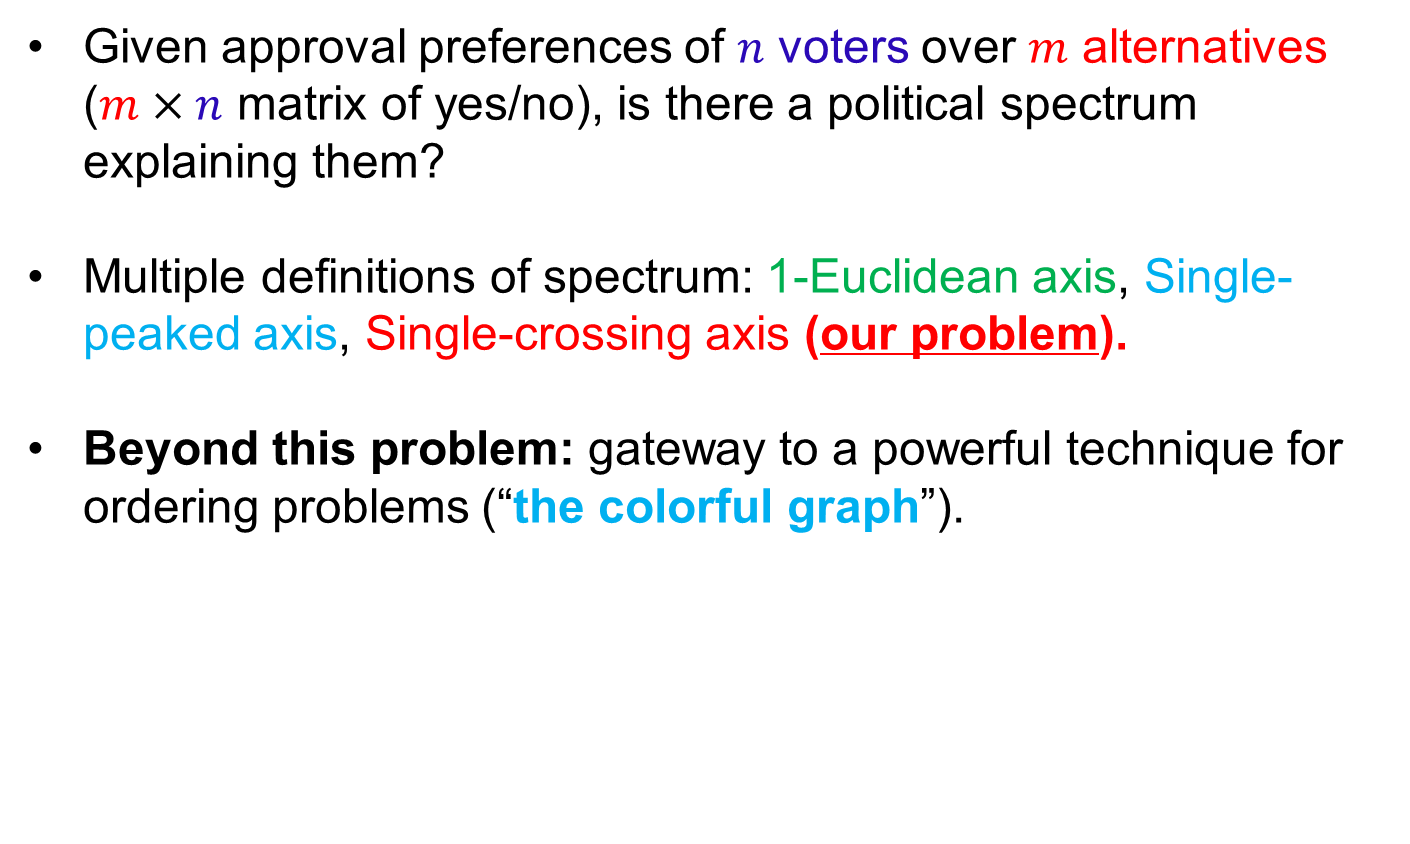 • Given approval preferences of n voters over m alternatives
(m × n matrix of yes/no), is there a political spectrum
explaining them?
• Multiple definitions of spectrum: 1-Euclidean axis, Single-
peaked axis, Single-crossing axis (our problem).
• Beyond this problem: gateway to a powerful technique for
ordering problems (“the colorful graph”).